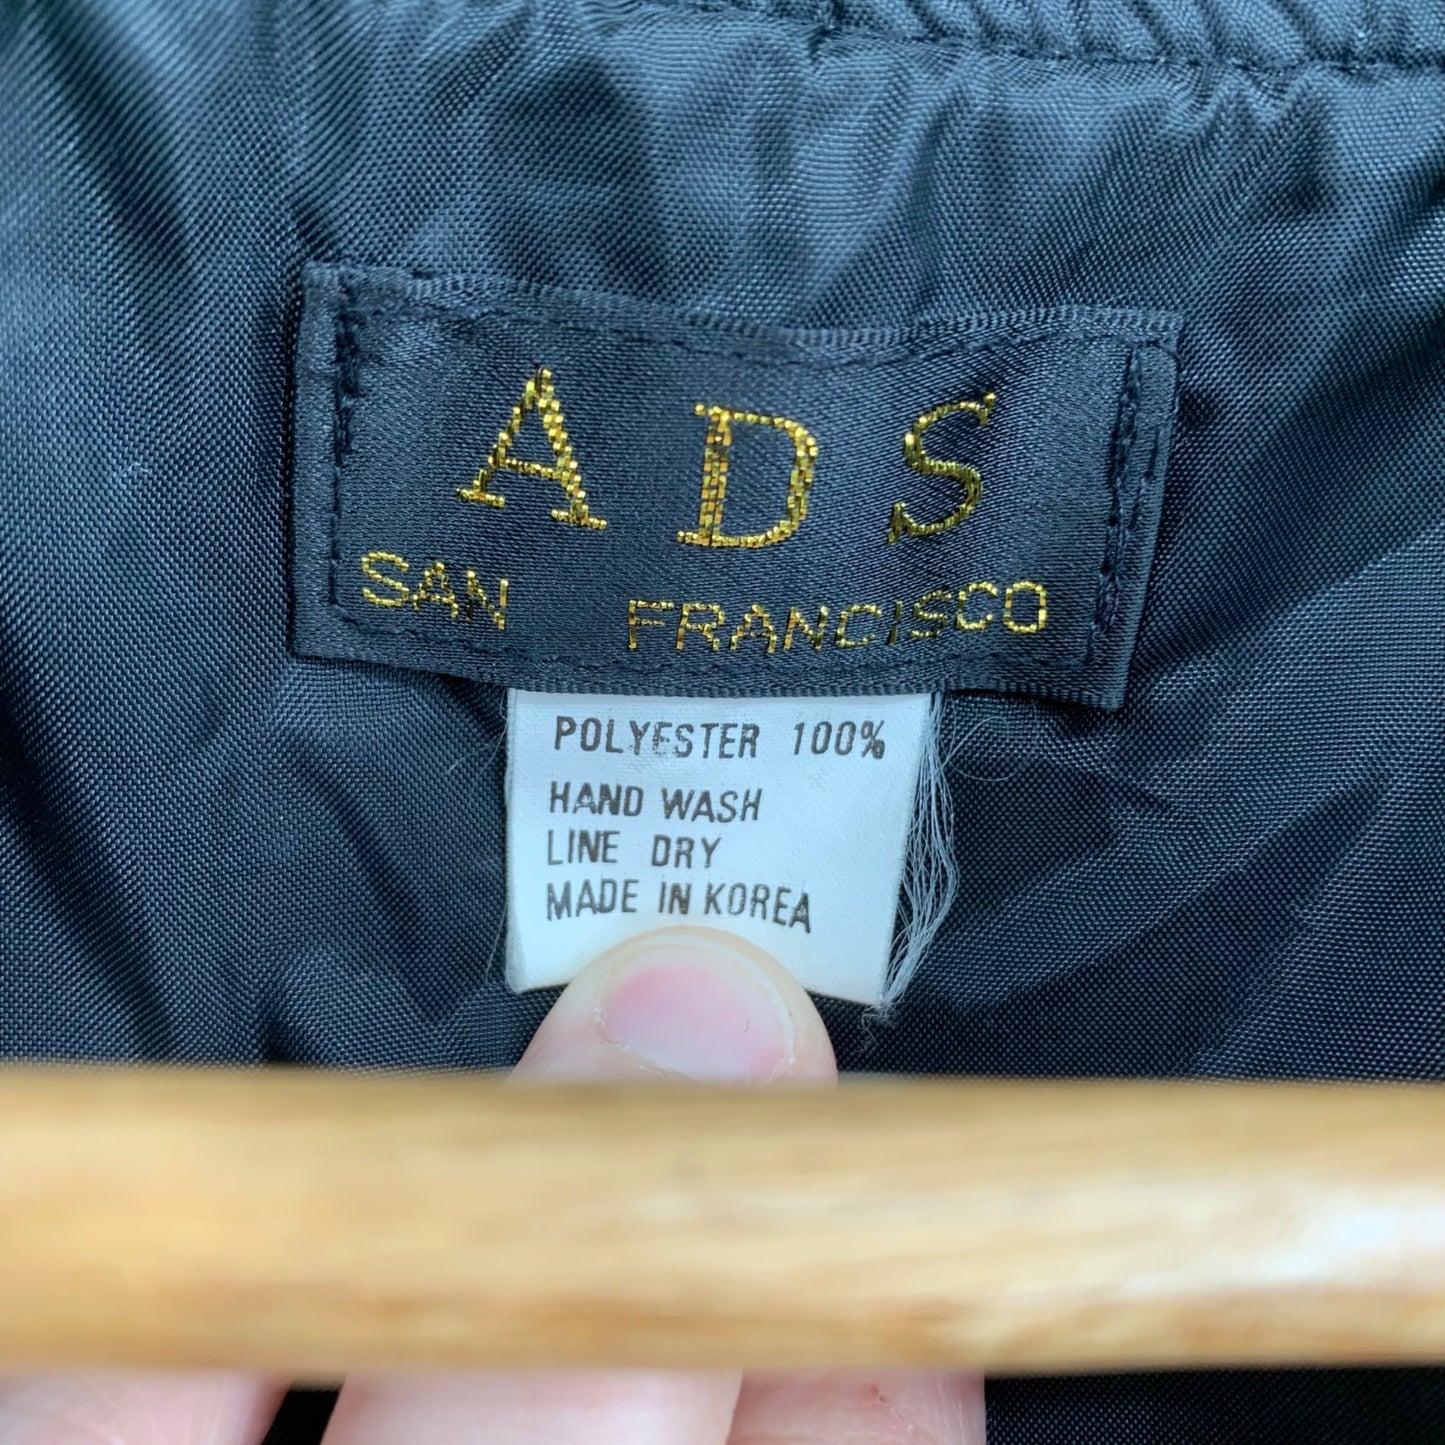 ADS
SAN FRANCISCO
POLYESTER 100%
HAND WASH
LINE DRY
MADE IN KOREA